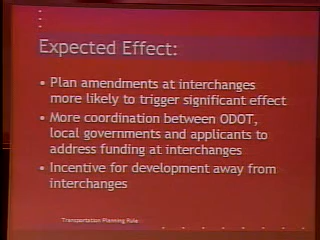 Expected Effect:
• Plan amendments at interchanges
more likely to trigger significant effect
• More coordination between ODOT,
local governments and applicants to
address funding at interchanges
• Incentive for development away from
interchanges
Transportation Planning Rule